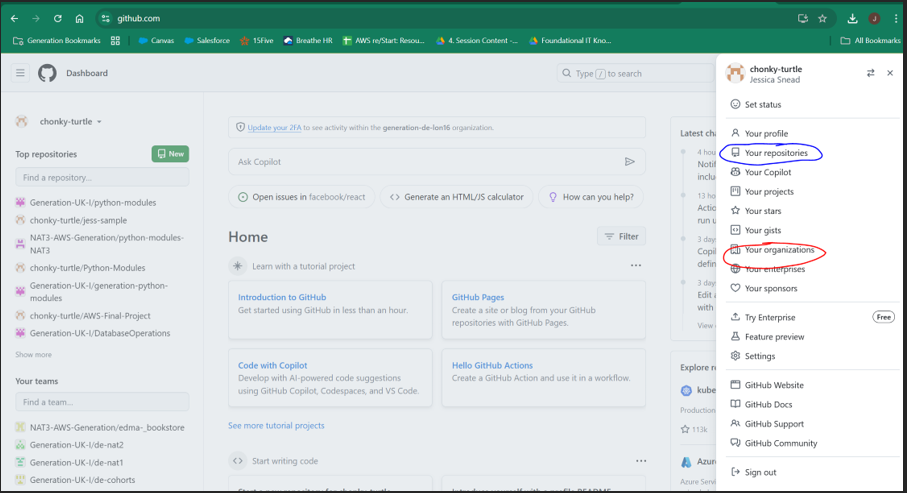 github.com
J
Generation Bookmarks
Canvas
Salesforce
15Five
Breathe HR
AWS re/Start: Resou...
4. Session Content -...
Foundational IT Kno...
All Bookmarks
Dashboard
Type / to search
chonky-turtle
Update your 2FA to see activity within the generation-de-lon16 organization.
Top repositories
New
Find a repository...
Ask Copilot
Generation-UK-I/python-modules
chonky-turtle/jess-sample
NAT3-AWS-Generation/python-modules-
NAT3
chonky-turtle/Python-Modules
Generation-UK-I/generation-python-
modules
chonky-turtle/AWS-Final-Project
Generation-UK-I/DatabaseOperations
Show more
Your teams
Find a team...
NAT3-AWS-Generation/edma-_bookstore
Generation-UK-I/de-nat2
Generation-UK-I/de-nat1
Generation-UK-I/de-cohorts
Open issues in facebook/react
Generate an HTML/JS calculator
How can you help?
Home
Filter
Learn with a tutorial project
Introduction to GitHub
Get started using GitHub in less than an hour.
GitHub Pages
Create a site or blog from your GitHub
repositories with GitHub Pages.
Code with Copilot
Develop with AI-powered code suggestions
using GitHub Copilot, Codespaces, and VS Code.
Hello GitHub Actions
Create a GitHub Action and use it in a workflow.
See more tutorial projects
Start writing code
Latest cha
4 hour
Notif
inclu
13 ho
Actio
run u
3 day
Copil
defin
3 day
Edit a
with
View
Explore re
kube
Production
113k
Azure
Azure Servi
chonky-turtle
Jessica Snead
Set status
Your profile
Your repositories
Your Copilot
Your projects
Your stars
Your gists
Your organizations
Your enterprises
Your sponsors
Try Enterprise
Free
Feature preview
Settings
GitHub Website
GitHub Docs
GitHub Support
GitHub Community
Sign out